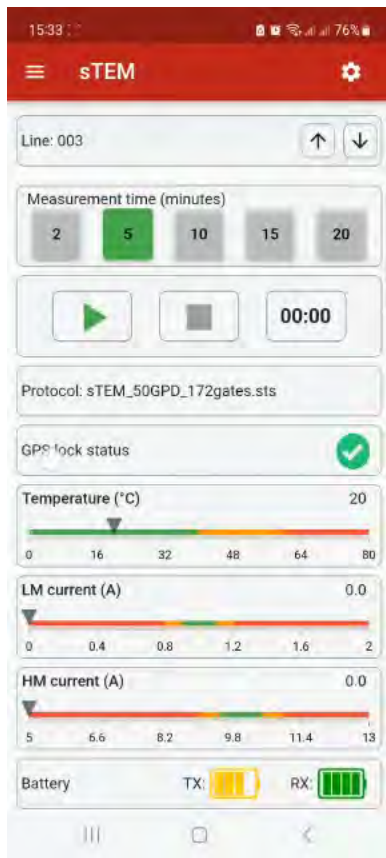 15:33 76%
sTEM
Line: 003
Measurement time (minutes)
2 5 10 15 20
00:00
Protocol: sTEM_50GPD_172gates.sts
GPS lock status
Temperature (°C) 20
0 16 32 48 64 80
LM current (A) 0.0
0 0.4 0.8 1.2 1.6 2
HM current (A) 0.0
5 6.6 8.2 9.8 11.4 13
Battery TX: RX: